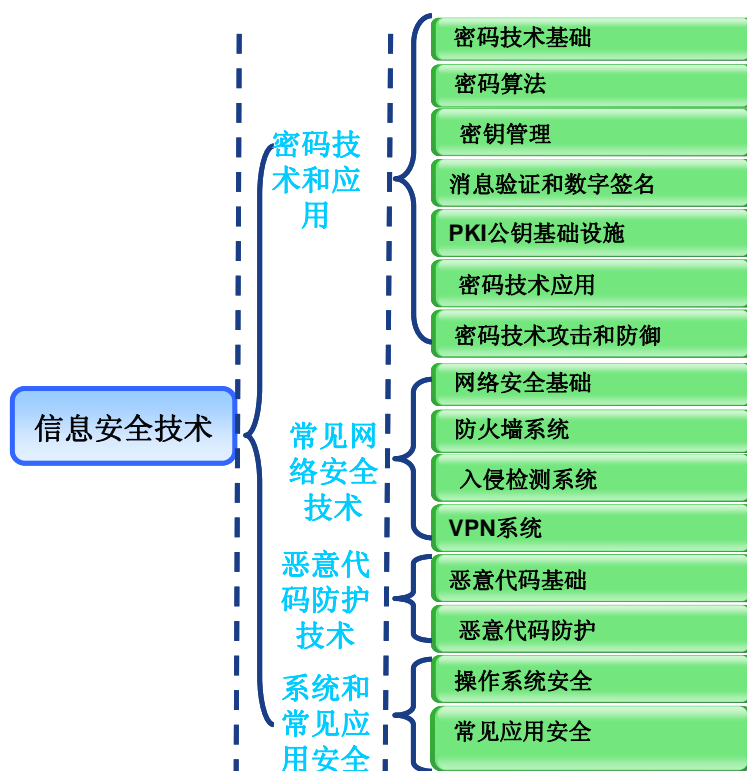 信息安全技术
密码技
术和应
用
密码技术基础
密码算法
密钥管理
消息验证和数字签名
PKI公钥基础设施
密码技术应用
密码技术攻击和防御
常见网
络安全
技术
网络安全基础
防火墙系统
入侵检测系统
VPN系统
恶意代
码防护
技术
恶意代码基础
恶意代码防护
系统和
常见应
用安全
操作系统安全
常见应用安全